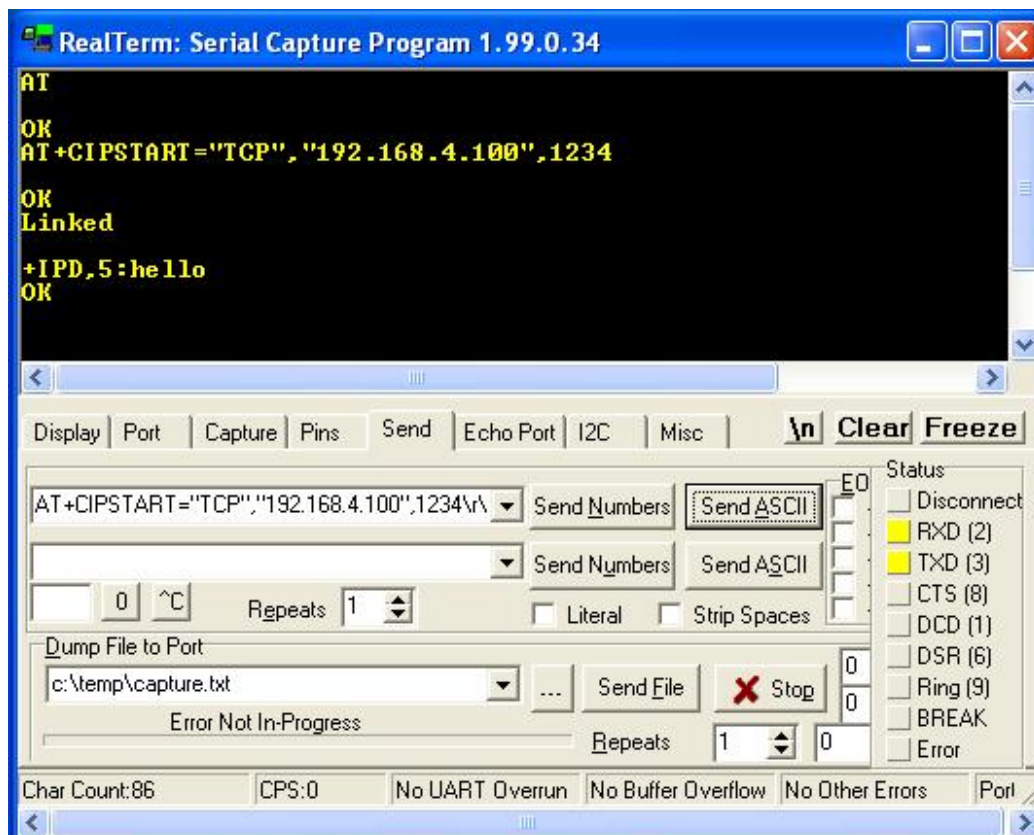 RealTerm: Serial Capture Program 1.99.0.34
AT
OK
AT+CIPSTART="TCP","192.168.4.100",1234
OK
Linked
+IPD,5:hello
OK
Display Port Capture Pins Send Echo Port I2C Misc \n Clear Freeze
Status
EO
AT+CIPSTART="TCP","192.168.4.100",1234\r\ Send Numbers Send ASCII
Disconnect
RXD (2)
Send Numbers Send ASCII
TXD (3)
CTS (8)
0 ^C Repeats 1 Literal Strip Spaces
DCD (1)
Dump File to Port
DSR (6)
c:\temp\capture.txt ... Send File Stop 0
Ring (9)
0
Error Not In-Progress
BREAK
Repeats 1 0
Error
Char Count:86 CPS:0 No UART Overrun No Buffer Overflow No Other Errors Port